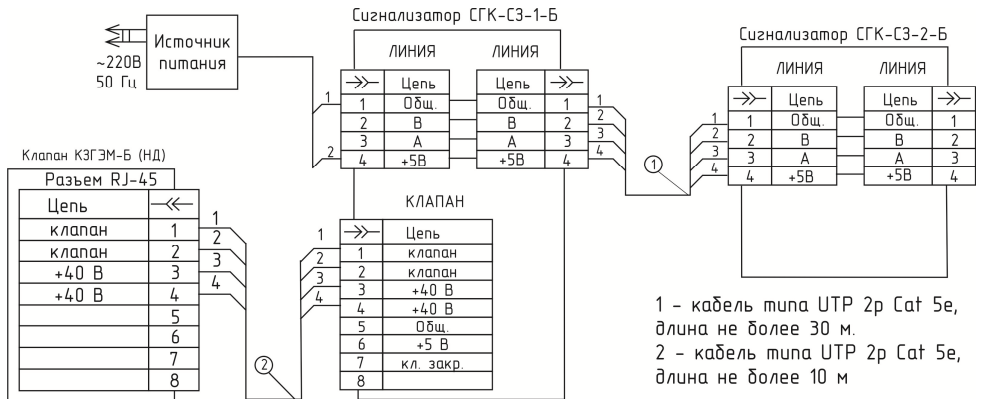 Сигнализатор СГК-СЗ-1-Б
Сигнализатор СГК-СЗ-2-Б
Источник
питания
~220В
50 Гц
ЛИНИЯ ЛИНИЯ
Цепь Цепь
1 1 Общ. Общ. 1 1
2 В В 2 2
3 А А 3 3
2 4 +5В +5В 4 4
1
ЛИНИЯ ЛИНИЯ
Цепь Цепь
1 1 Общ. Общ. 1
2 2 В В 2
3 3 А А 3
4 4 +5В +5В 4
Клапан КЗГЭМ-Б (НД)
Разъем RJ-45
Цепь
клапан 1 1
клапан 2 2
+40 В 3 3
+40 В 4 4
5
6
7
8
2
КЛАПАН
Цепь
1 1 клапан
2 2 клапан
3 3 +40 В
4 4 +40 В
5 Общ.
6 +5 В
7 кл. закр.
8
1 - кабель типа UTP 2р Cat 5e,
длина не более 30 м.
2 - кабель типа UTP 2р Cat 5e,
длина не более 10 м